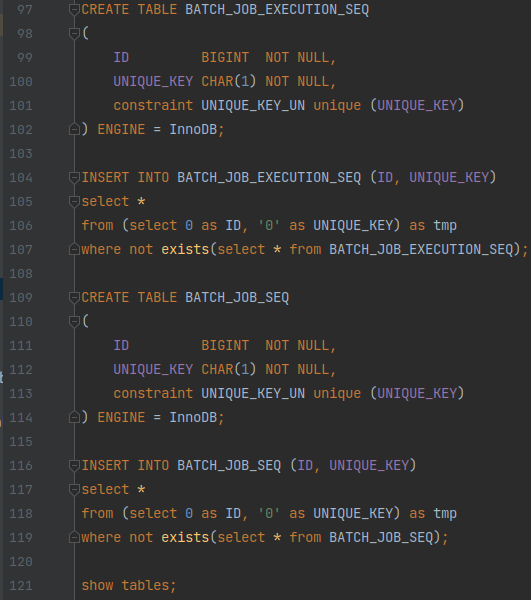 97 CREATE TABLE BATCH_JOB_EXECUTION_SEQ
98 (
99     ID         BIGINT  NOT NULL,
100     UNIQUE_KEY CHAR(1) NOT NULL,
101     constraint UNIQUE_KEY_UN unique (UNIQUE_KEY)
102 ) ENGINE = InnoDB;
103
104 INSERT INTO BATCH_JOB_EXECUTION_SEQ (ID, UNIQUE_KEY)
105 select *
106 from (select 0 as ID, '0' as UNIQUE_KEY) as tmp
107 where not exists(select * from BATCH_JOB_EXECUTION_SEQ);
108
109 CREATE TABLE BATCH_JOB_SEQ
110 (
111     ID         BIGINT  NOT NULL,
112     UNIQUE_KEY CHAR(1) NOT NULL,
113     constraint UNIQUE_KEY_UN unique (UNIQUE_KEY)
114 ) ENGINE = InnoDB;
115
116 INSERT INTO BATCH_JOB_SEQ (ID, UNIQUE_KEY)
117 select *
118 from (select 0 as ID, '0' as UNIQUE_KEY) as tmp
119 where not exists(select * from BATCH_JOB_SEQ);
120
121 show tables;